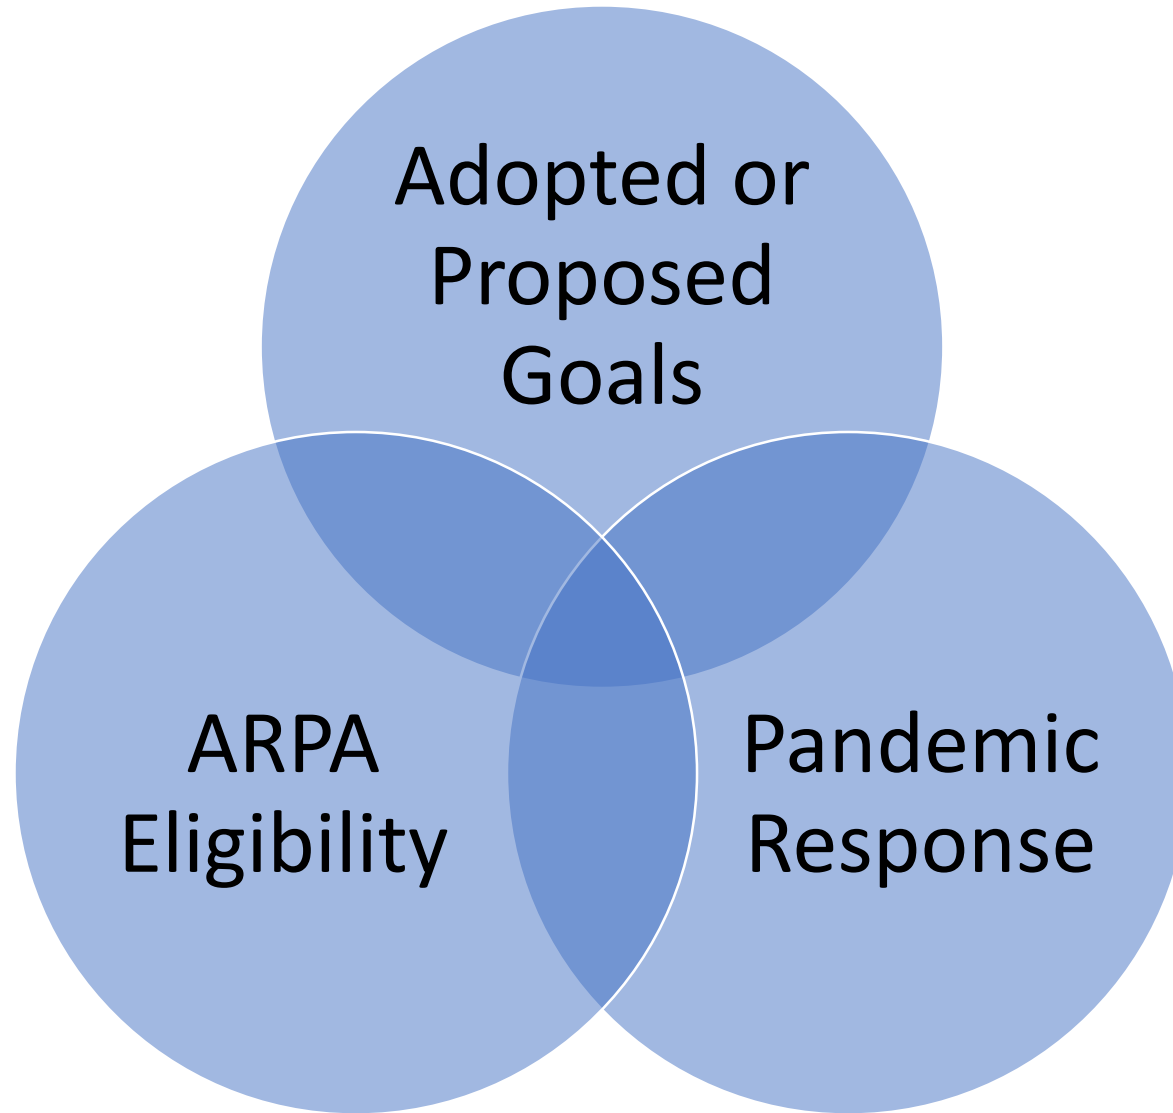 Adopted or
Proposed
Goals
ARPA
Eligibility
Pandemic
Response